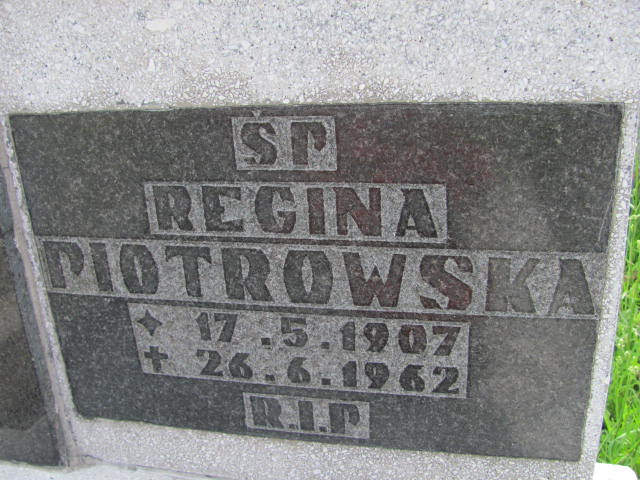 ŚP
REGINA
PIOTROWSKA
✧ 17.5.1907
✝ 26.6.1962
R.I.P